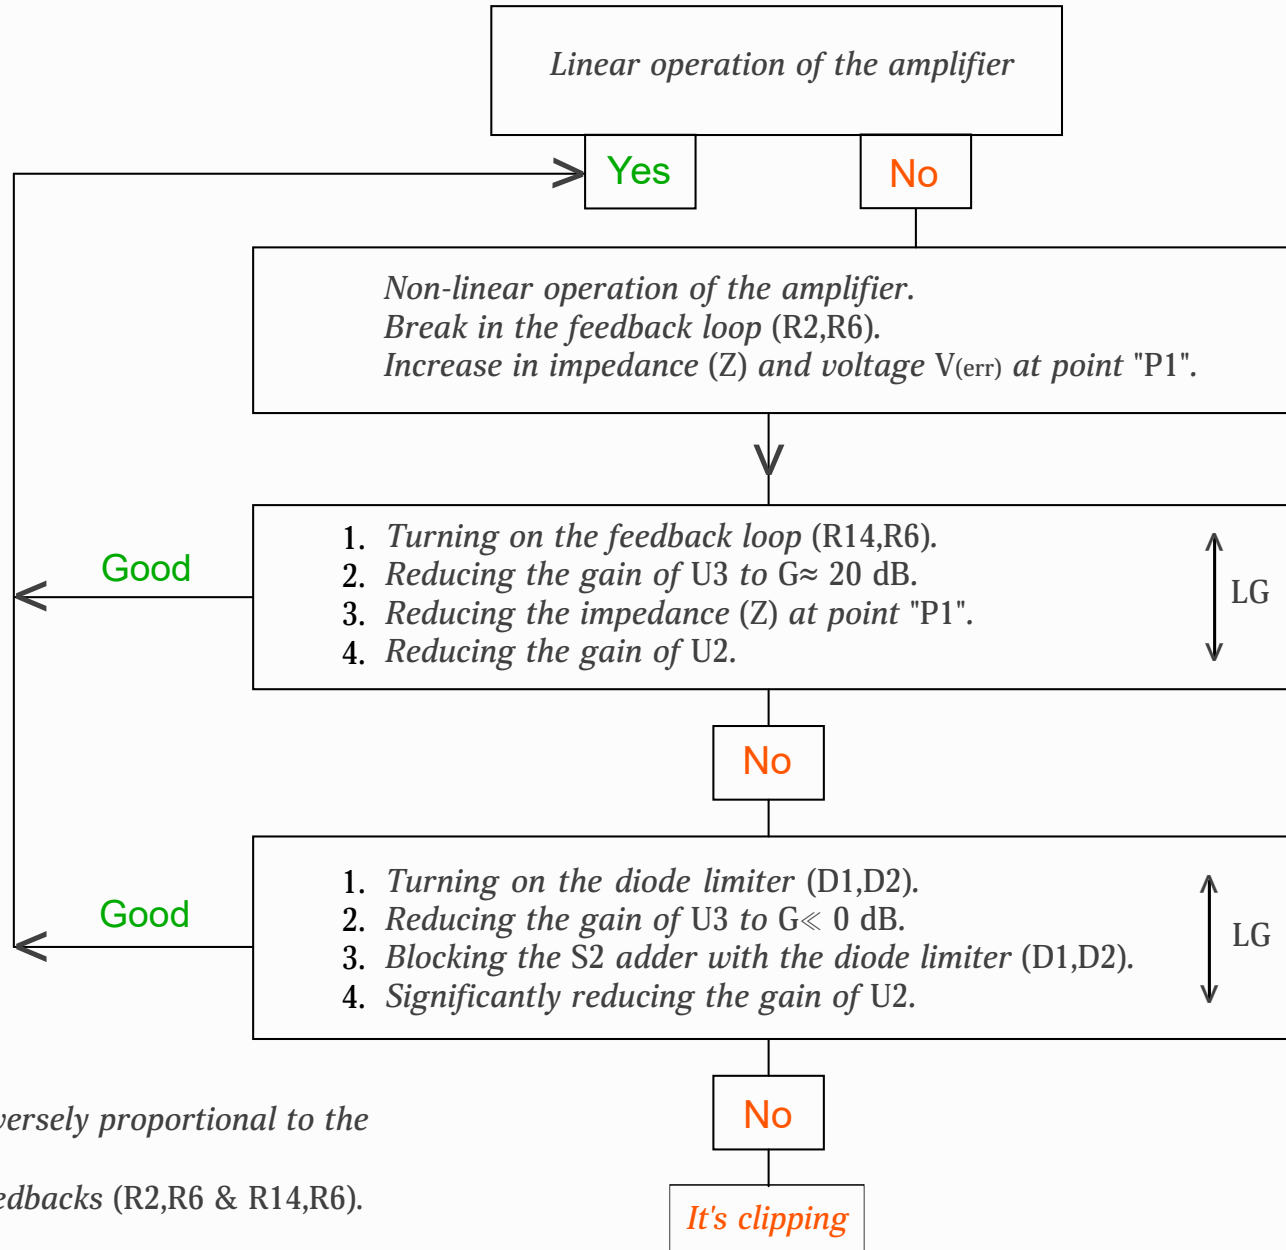 Linear operation of the amplifier
Yes
No
Non-linear operation of the amplifier.
Break in the feedback loop (R2,R6).
Increase in impedance (Z) and voltage V(err) at point "P1".
1. Turning on the feedback loop (R14,R6).
2. Reducing the gain of U3 to G≈ 20 dB.
3. Reducing the impedance (Z) at point "P1".
4. Reducing the gain of U2.
Good
LG
No
1. Turning on the diode limiter (D1,D2).
2. Reducing the gain of U3 to G≪ 0 dB.
3. Blocking the S2 adder with the diode limiter (D1,D2).
4. Significantly reducing the gain of U2.
Good
LG
No
versely proportional to the
edbacks (R2,R6 & R14,R6).
It's clipping